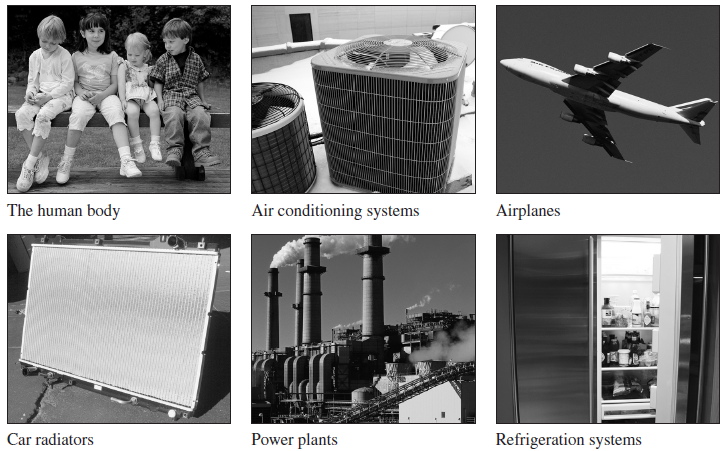 The human body
Air conditioning systems
Airplanes
Car radiators
Power plants
Refrigeration systems